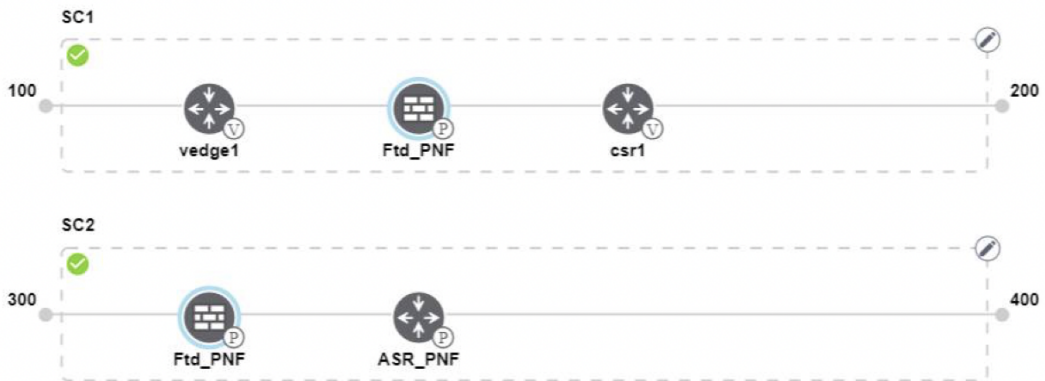 SC1
100
200
V
P
V
vedge1
Ftd_PNF
csr1
SC2
300
400
P
P
Ftd_PNF
ASR_PNF